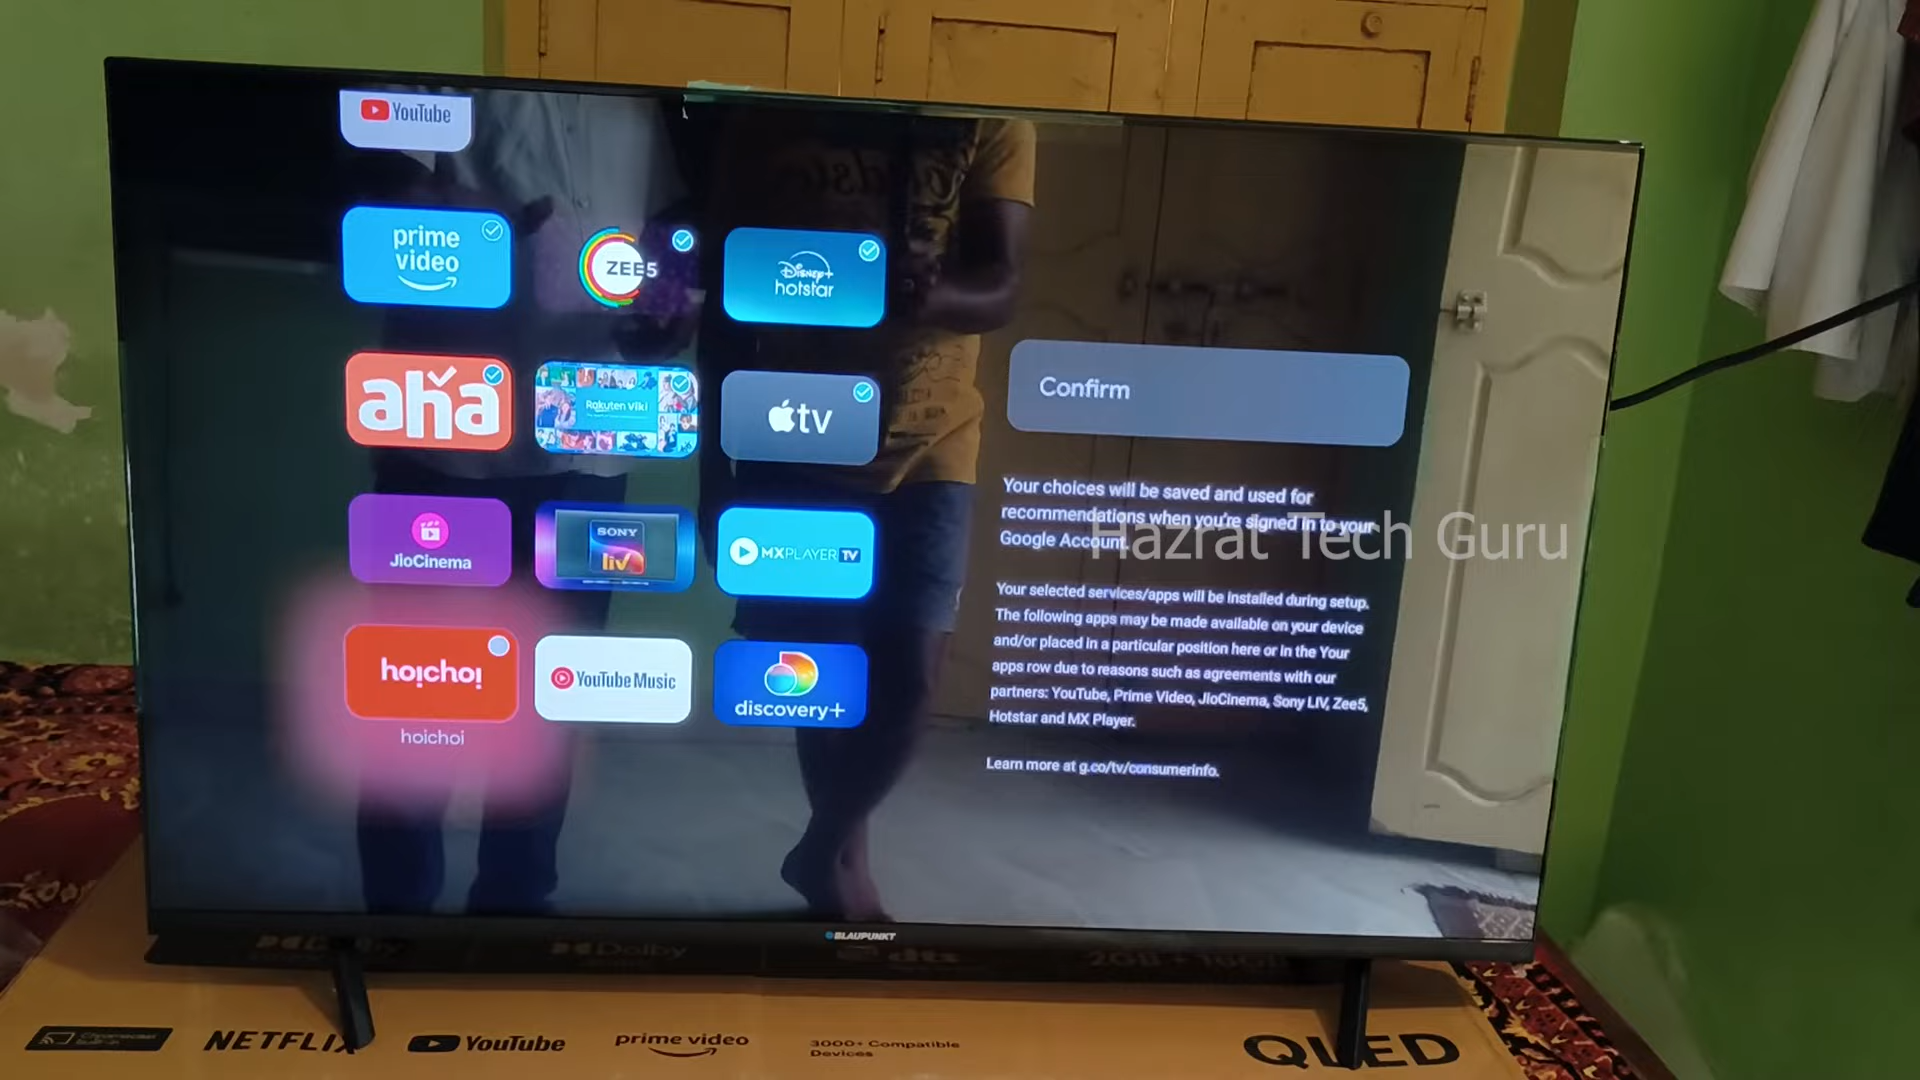 YouTube
prime
video
ZEE5
Disney+
hotstar
aha
Rakuten Viki
tv
Confirm
Your choices will be saved and used for
recommendations when you're signed in to your
Google Account.
Hazrat Tech Guru
JioCinema
SONY
liv
MXPLAYER TV
Your selected services/apps will be installed during setup.
The following apps may be made available on your device
and/or placed in a particular position here or in the Your
apps row due to reasons such as agreements with our
partners: YouTube, Prime Video, JioCinema, Sony LIV, Zee5,
Hotstar and MX Player.
Learn more at g.co/tv/consumerinfo.
hoichoi
YouTube Music
discovery+
hoichoi
BLAUPUNKT
Dolby
dts
Chromecast
built-in
NETFLIX
YouTube
prime video
3000+ Compatible
Devices
QLED